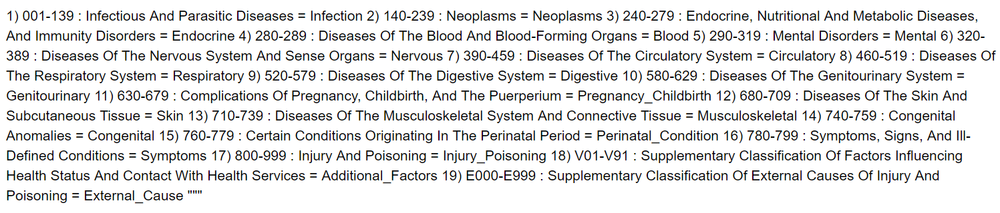 1) 001-139 : Infectious And Parasitic Diseases = Infection 2) 140-239 : Neoplasms = Neoplasms 3) 240-279 : Endocrine, Nutritional And Metabolic Diseases,
And Immunity Disorders = Endocrine 4) 280-289 : Diseases Of The Blood And Blood-Forming Organs = Blood 5) 290-319 : Mental Disorders = Mental 6) 320-
389 : Diseases Of The Nervous System And Sense Organs = Nervous 7) 390-459 : Diseases Of The Circulatory System = Circulatory 8) 460-519 : Diseases Of
The Respiratory System = Respiratory 9) 520-579 : Diseases Of The Digestive System = Digestive 10) 580-629 : Diseases Of The Genitourinary System =
Genitourinary 11) 630-679 : Complications Of Pregnancy, Childbirth, And The Puerperium = Pregnancy_Childbirth 12) 680-709 : Diseases Of The Skin And
Subcutaneous Tissue = Skin 13) 710-739 : Diseases Of The Musculoskeletal System And Connective Tissue = Musculoskeletal 14) 740-759 : Congenital
Anomalies = Congenital 15) 760-779 : Certain Conditions Originating In The Perinatal Period = Perinatal_Condition 16) 780-799 : Symptoms, Signs, And Ill-
Defined Conditions = Symptoms 17) 800-999 : Injury And Poisoning = Injury_Poisoning 18) V01-V91 : Supplementary Classification Of Factors Influencing
Health Status And Contact With Health Services = Additional_Factors 19) E000-E999 : Supplementary Classification Of External Causes Of Injury And
Poisoning = External_Cause """